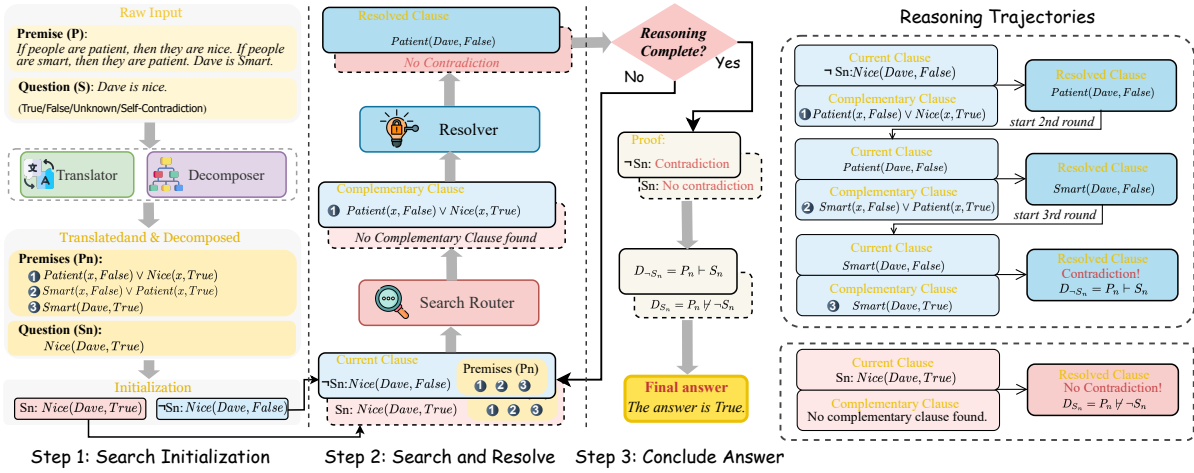 Raw Input
Premise (P):
If people are patient, then they are nice. If people
are smart, then they are patient. Dave is Smart.
Question (S): Dave is nice.
(True/False/Unknown/Self-Contradiction)
Translator
Decomposer
Translatedand & Decomposed
Premises (Pn):
1 Patient(x, False) ∨ Nice(x, True)
2 Smart(x, False) ∨ Patient(x, True)
3 Smart(Dave, True)
Question (Sn):
Nice(Dave, True)
Initialization
Sn: Nice(Dave, True)
¬Sn: Nice(Dave, False)
Step 1: Search Initialization
Resolved Clause
Patient(Dave, False)
No Contradiction
Resolver
Complementary Clause
1 Patient(x, False) ∨ Nice(x, True)
No Complementary Clause found
Search Router
Current Clause
¬Sn:Nice(Dave, False)
Premises (Pn)
1 2 3
Sn: Nice(Dave, True)
1 2 3
Step 2: Search and Resolve
Reasoning
Complete?
No
Yes
Proof:
¬Sn: Contradiction
Sn: No contradiction
D¬Sn = Pn ⊢ Sn
DSn = Pn ⊬ ¬Sn
Final answer
The answer is True.
Step 3: Conclude Answer
Reasoning Trajectories
Current Clause
¬ Sn:Nice(Dave, False)
Complementary Clause
1 Patient(x, False) ∨ Nice(x, True)
Resolved Clause
Patient(Dave, False)
start 2nd round
Current Clause
Patient(Dave, False)
Complementary Clause
2 Smart(x, False) ∨ Patient(x, True)
Resolved Clause
Smart(Dave, False)
start 3rd round
Current Clause
Smart(Dave, False)
Complementary Clause
3 Smart(Dave, True)
Resolved Clause
Contradiction!
D¬Sn = Pn ⊢ Sn
Current Clause
Sn: Nice(Dave, True)
Complementary Clause
No complementary clause found.
Resolved Clause
No Contradiction!
DSn = Pn ⊬ ¬Sn